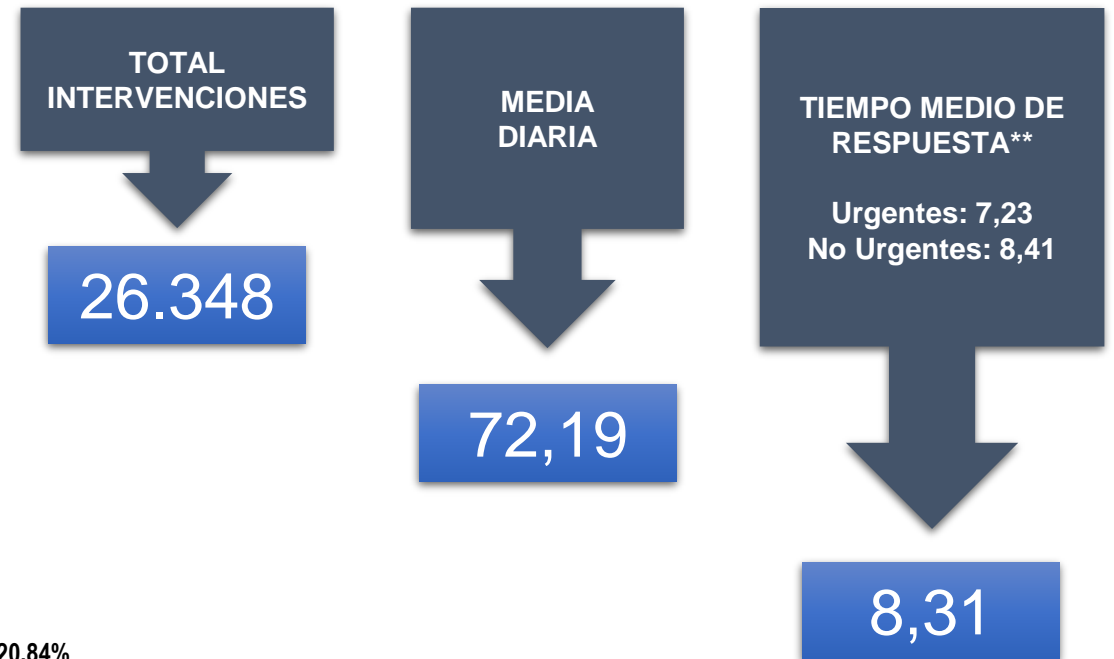 TOTAL
INTERVENCIONES
26.348
MEDIA
DIARIA
72,19
TIEMPO MEDIO DE
RESPUESTA**
Urgentes: 7,23
No Urgentes: 8,41
8,31
20,84%